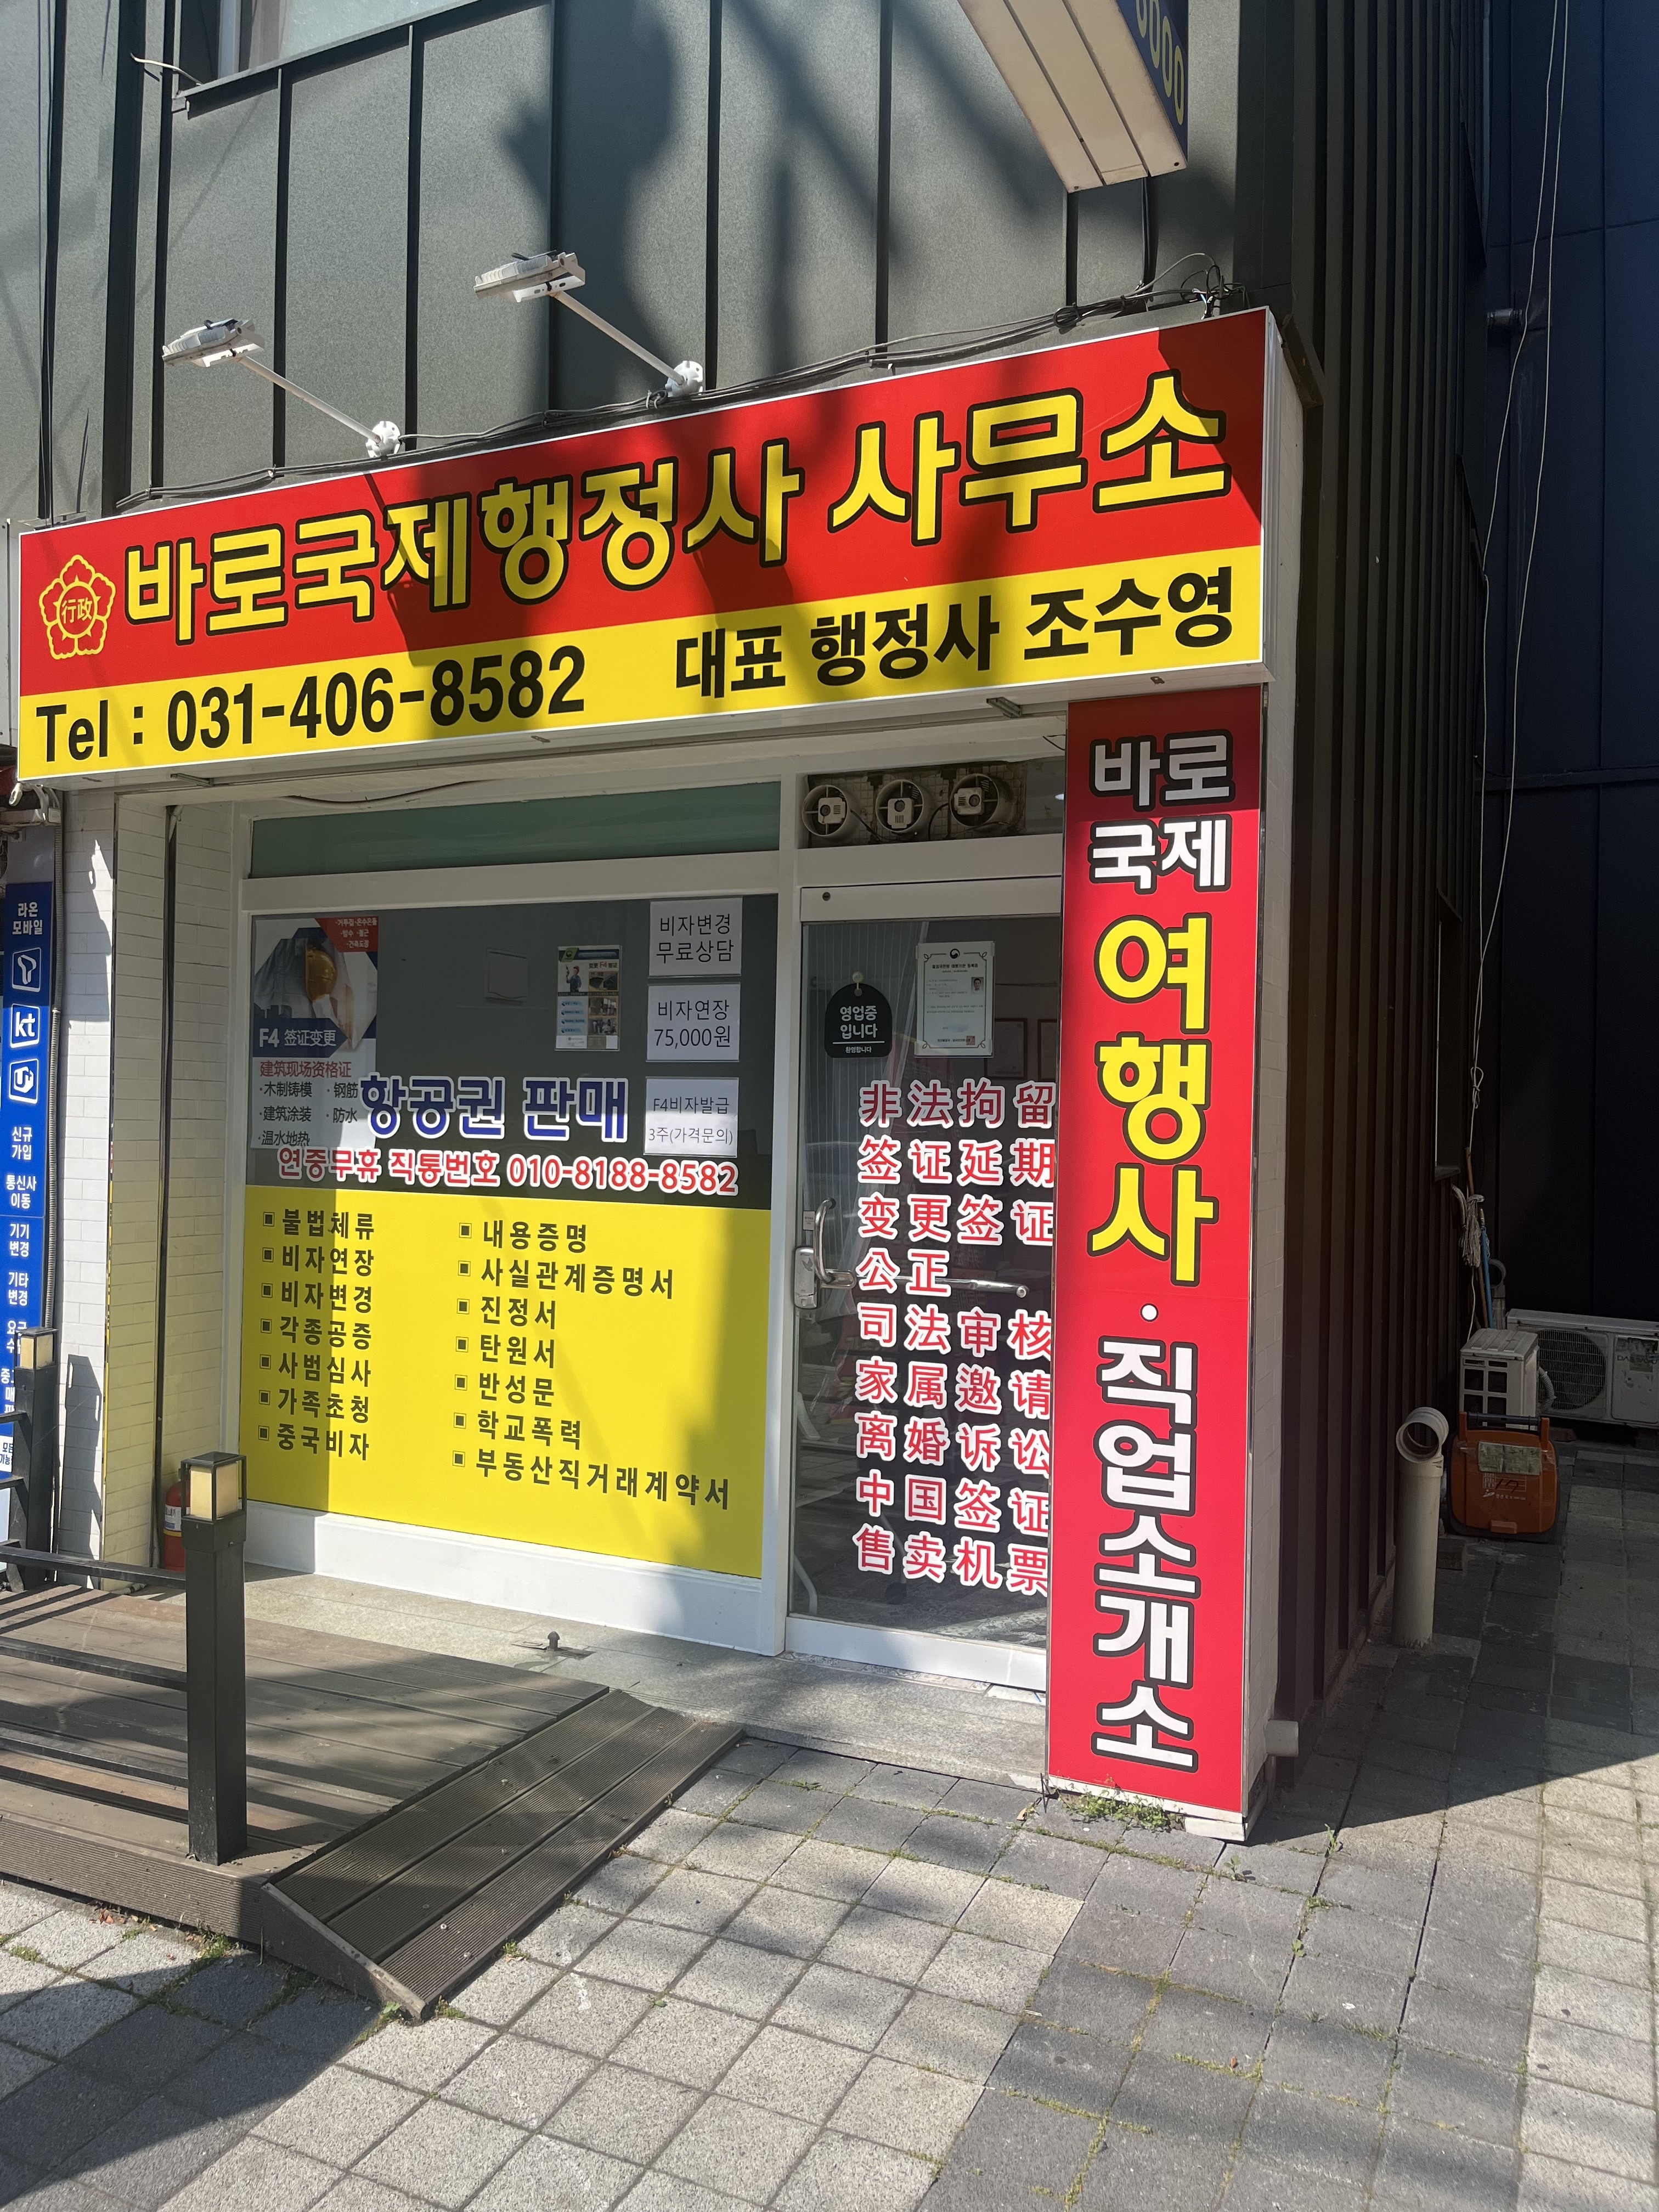 바로국제행정사 사무소
行政
Tel : 031-406-8582 대표 행정사 조수영
바로
국제
여행사
·
직업소개소
비자변경
무료상담
비자연장
75,000원
F4비자발급
3주(가격문의)
F4 签证变更
建筑现场资格证
·木制铸模 ·钢筋
·建筑涂装 ·防水
·温水地热
항공권 판매
연중무휴 직통번호 010-8188-8582
불법체류
비자연장
비자변경
각종공증
사범심사
가족초청
중국비자
내용증명
사실관계증명서
진정서
탄원서
반성문
학교폭력
부동산직거래계약서
영업중
입니다
환영합니다
非法拘留
签证延期
变更签证
公正
司法审核
家属邀请
离婚诉讼
中国签证
售卖机票
라온
모바일
kt
U+
신규
가입
통신사
이동
기기
변경
기타
변경